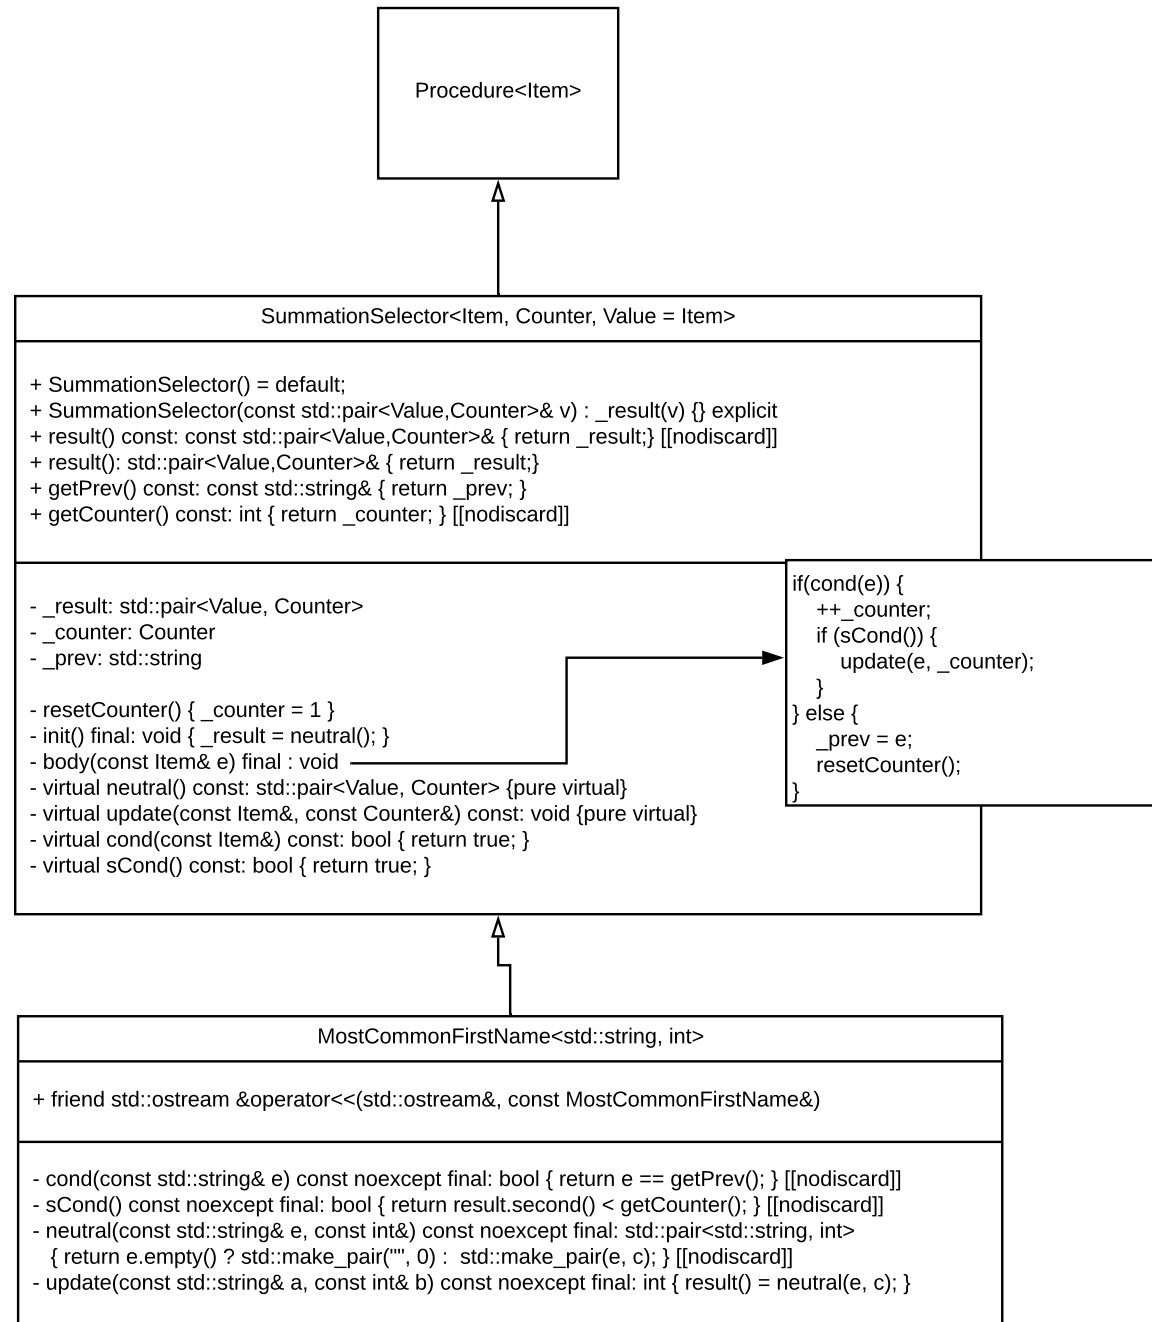 Procedure<Item>
SummationSelector<Item, Counter, Value = Item>
+ SummationSelector() = default;
+ SummationSelector(const std::pair<Value,Counter>& v) : _result(v) {} explicit
+ result() const: const std::pair<Value,Counter>& { return _result;} [[nodiscard]]
+ result(): std::pair<Value,Counter>& { return _result;}
+ getPrev() const: const std::string& { return _prev; }
+ getCounter() const: int { return _counter; } [[nodiscard]]
- _result: std::pair<Value, Counter>
- _counter: Counter
- _prev: std::string
- resetCounter() { _counter = 1 }
- init() final: void { _result = neutral(); }
- body(const Item& e) final : void
- virtual neutral() const: std::pair<Value, Counter> {pure virtual}
- virtual update(const Item&, const Counter&) const: void {pure virtual}
- virtual cond(const Item&) const: bool { return true; }
- virtual sCond() const: bool { return true; }
if(cond(e)) {
++_counter;
if (sCond()) {
update(e, _counter);
}
} else {
_prev = e;
resetCounter();
}
MostCommonFirstName<std::string, int>
+ friend std::ostream &operator<<(std::ostream&, const MostCommonFirstName&)
- cond(const std::string& e) const noexcept final: bool { return e == getPrev(); } [[nodiscard]]
- sCond() const noexcept final: bool { return result.second() < getCounter(); } [[nodiscard]]
- neutral(const std::string& e, const int&) const noexcept final: std::pair<std::string, int>
{ return e.empty() ? std::make_pair("", 0) :  std::make_pair(e, c); } [[nodiscard]]
- update(const std::string& a, const int& b) const noexcept final: int { result() = neutral(e, c); }